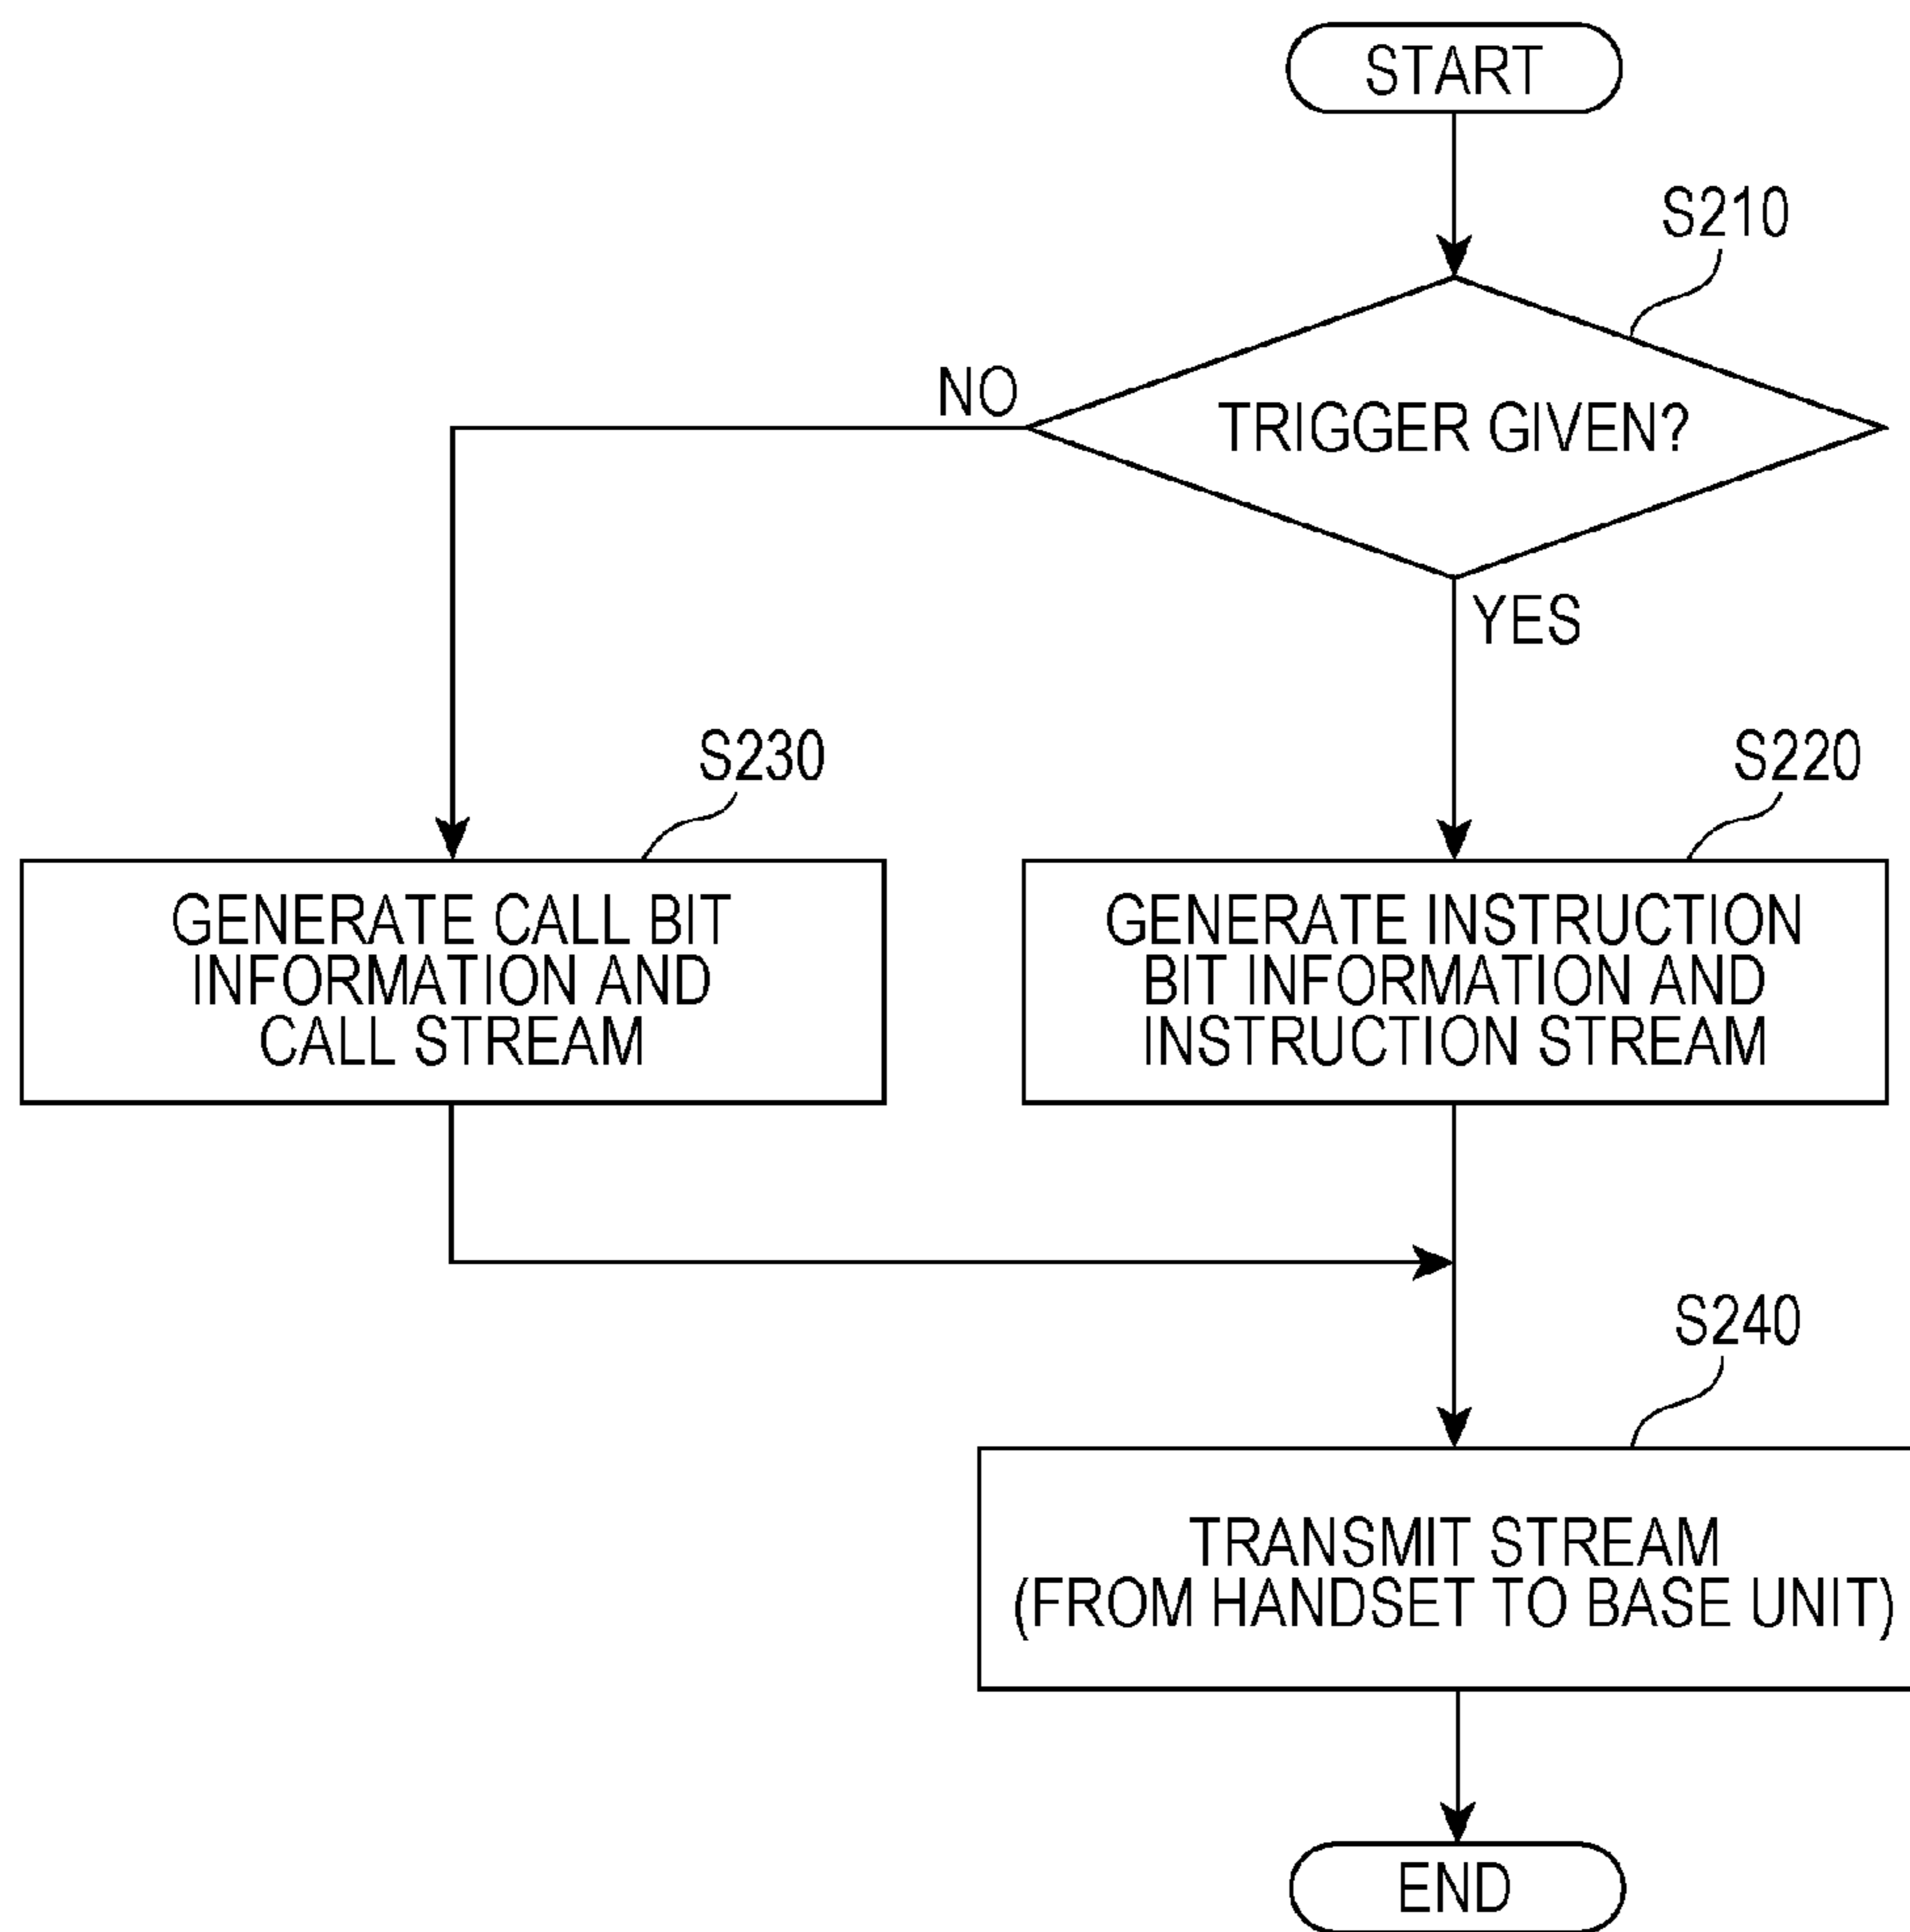 START
S210
NO
TRIGGER GIVEN?
YES
S230
S220
GENERATE CALL BIT
INFORMATION AND
CALL STREAM
GENERATE INSTRUCTION
BIT INFORMATION AND
INSTRUCTION STREAM
S240
TRANSMIT STREAM
(FROM HANDSET TO BASE UNIT)
END